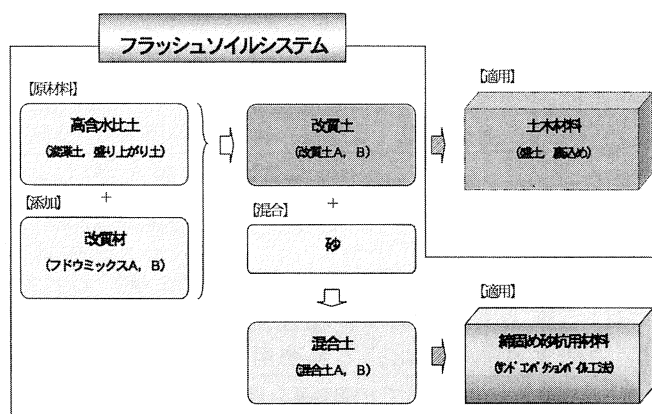 フラッシュソイルシステム
【原材料】
高含水比土
(浚渫土, 盛り上がり土)
+
【添加】
改質材
(フドウミックスA, B)
改質土
(改質土A, B)
+
【混合】
砂
混合土
(混合土A, B)
【適用】
土木材料
(盛土, 裏込め)
【適用】
締固め砂杭用材料
(サンドコンパクションパイル工法)